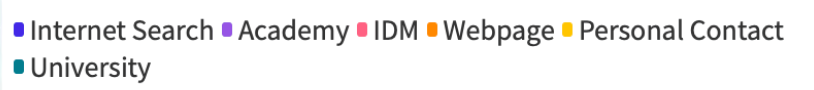 Internet Search Academy IDM Webpage Personal Contact
University